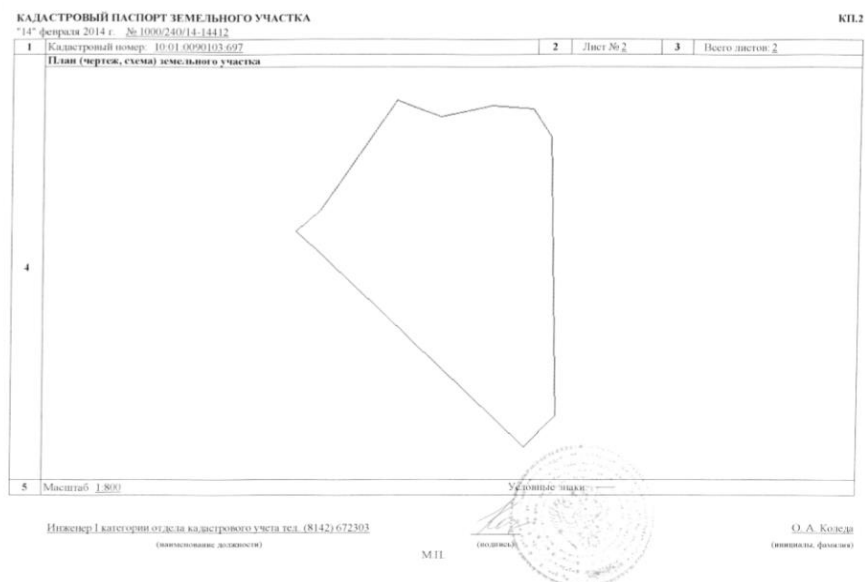 КАДАСТРОВЫЙ ПАСПОРТ ЗЕМЕЛЬНОГО УЧАСТКА КП.2
"14" февраля 2014 г. № 1000/240/14-14412
1 Кадастровый номер: 10:01:0090103:697 2 Лист № 2 3 Всего листов: 2
План (чертеж, схема) земельного участка
4
5 Масштаб 1:800 Условные знаки:
Инженер I категории отдела кадастрового учета тел. (8142) 672303 О. А. Коледа
(наименование должности) (подпись) (инициалы, фамилия)
М.П.